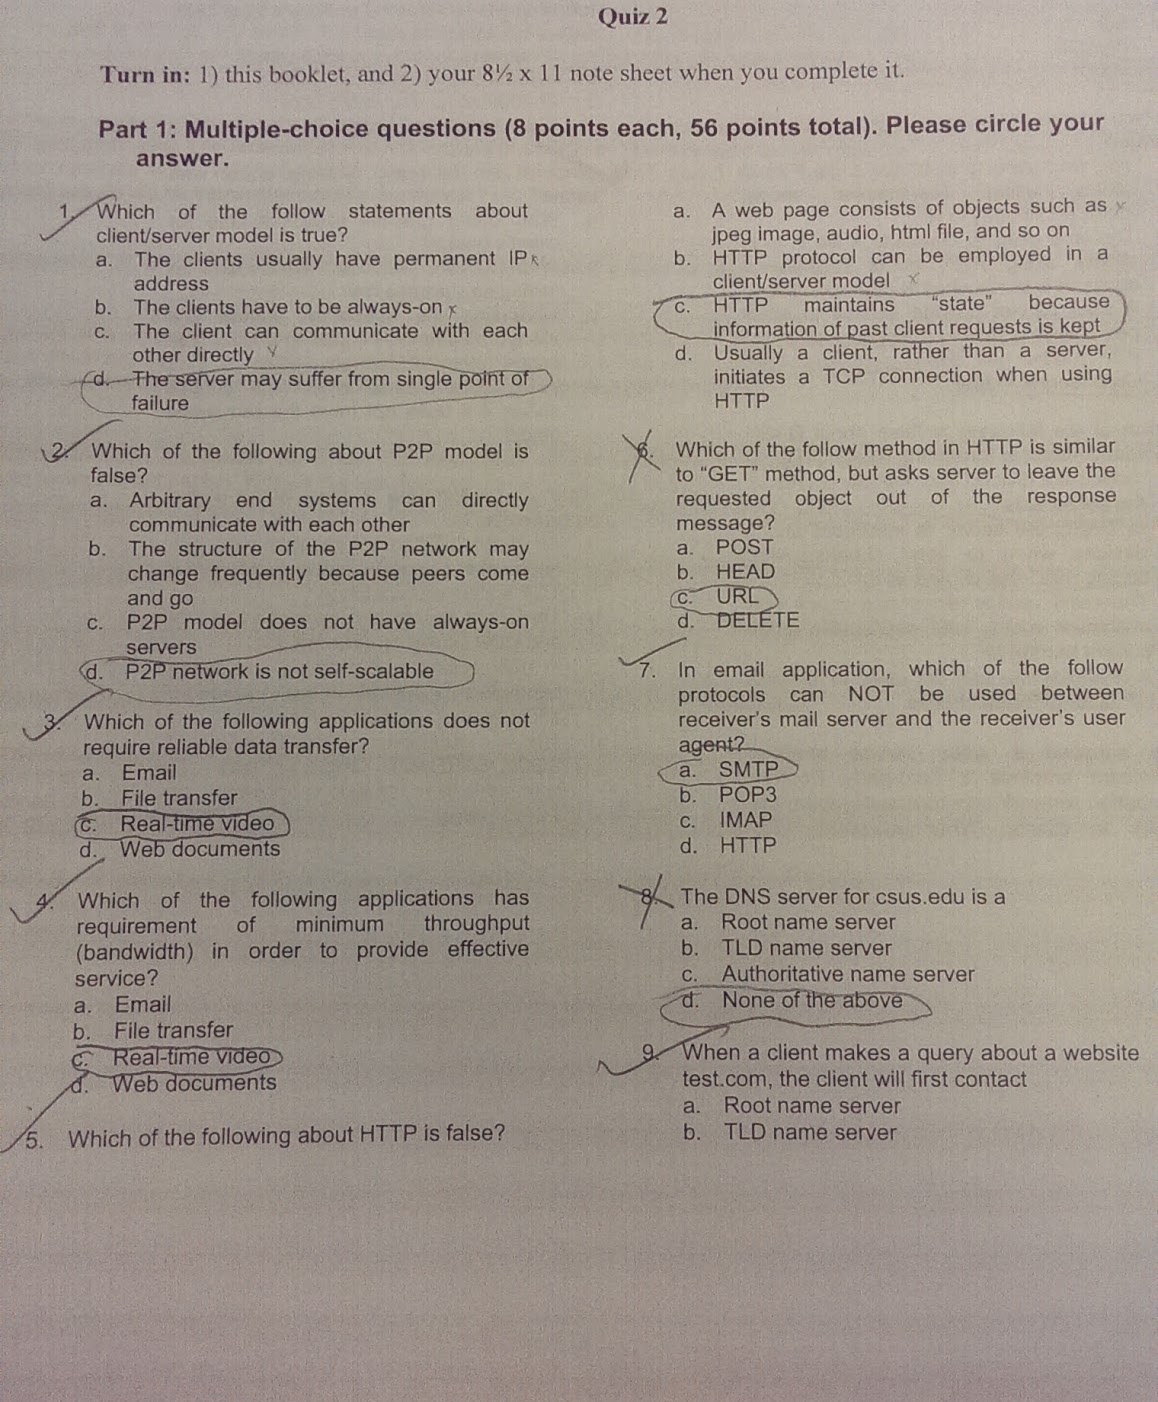 Quiz 2
Turn in: 1) this booklet, and 2) your 8½ x 11 note sheet when you complete it.
Part 1: Multiple-choice questions (8 points each, 56 points total). Please circle your
answer.
1. Which of the follow statements about
client/server model is true?
a. The clients usually have permanent IP x
address
b. The clients have to be always-on x
c. The client can communicate with each
other directly x
d. The server may suffer from single point of
failure
2. Which of the following about P2P model is
false?
a. Arbitrary end systems can directly
communicate with each other
b. The structure of the P2P network may
change frequently because peers come
and go
c. P2P model does not have always-on
servers
d. P2P network is not self-scalable
3. Which of the following applications does not
require reliable data transfer?
a. Email
b. File transfer
c. Real-time video
d. Web documents
4. Which of the following applications has
requirement of minimum throughput
(bandwidth) in order to provide effective
service?
a. Email
b. File transfer
c. Real-time video
d. Web documents
5. Which of the following about HTTP is false?
a. A web page consists of objects such as x
jpeg image, audio, html file, and so on
b. HTTP protocol can be employed in a
client/server model x
c. HTTP maintains “state” because
information of past client requests is kept
d. Usually a client, rather than a server,
initiates a TCP connection when using
HTTP
6. Which of the follow method in HTTP is similar
to “GET” method, but asks server to leave the
requested object out of the response
message?
a. POST
b. HEAD
c. URL
d. DELETE
7. In email application, which of the follow
protocols can NOT be used between
receiver's mail server and the receiver's user
agent?
a. SMTP
b. POP3
c. IMAP
d. HTTP
8. The DNS server for csus.edu is a
a. Root name server
b. TLD name server
c. Authoritative name server
d. None of the above
9. When a client makes a query about a website
test.com, the client will first contact
a. Root name server
b. TLD name server